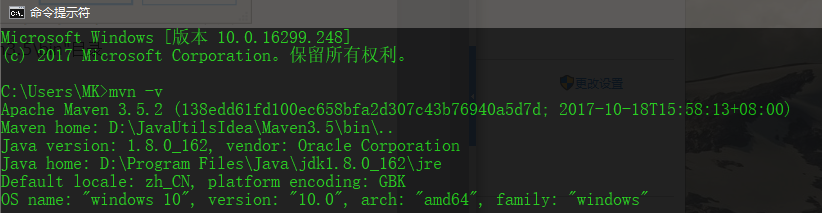 命令提示符
Microsoft Windows [版本 10.0.16299.248]
(c) 2017 Microsoft Corporation。保留所有权利。
C:\Users\MK>mvn -v
更改设置
Apache Maven 3.5.2 (138edd61fd100ec658bfa2d307c43b76940a5d7d; 2017-10-18T15:58:13+08:00)
Maven home: D:\JavaUtilsIdea\Maven3.5\bin\..
Java version: 1.8.0_162, vendor: Oracle Corporation
Java home: D:\Program Files\Java\jdk1.8.0_162\jre
Default locale: zh_CN, platform encoding: GBK
OS name: "windows 10", version: "10.0", arch: "amd64", family: "windows"